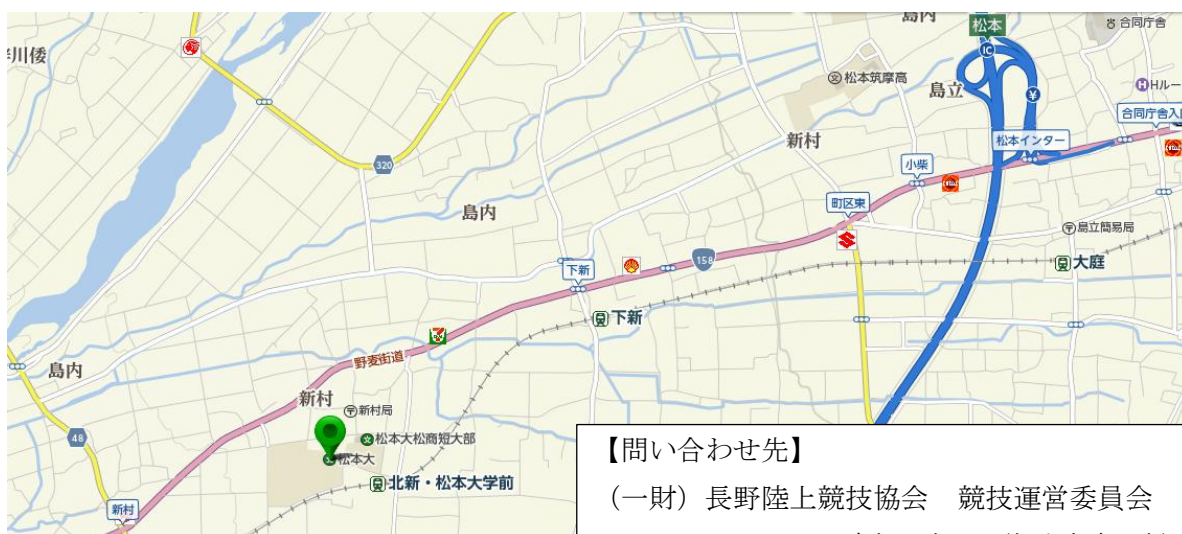 島内
松本
合同庁舎
IC
松本筑摩高
島立
Hルー
合同庁舎入
新村
松本インター
小柴
320
島内
町区東
島立簡易局
158
下新
大庭
下新
野麦街道
島内
新村
新村局
48
松本大松商短大部
松本大
北新・松本大学前
新村
【問い合わせ先】
（一財）長野陸上競技協会　競技運営委員会